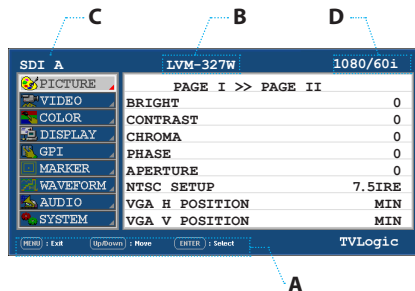 C B D
SDI A LVM-327W 1080/60i
PICTURE PAGE I >> PAGE II
VIDEO BRIGHT 0
COLOR CONTRAST 0
DISPLAY CHROMA 0
GPI PHASE 0
MARKER APERTURE 0
WAVEFORM NTSC SETUP 7.5IRE
AUDIO VGA H POSITION MIN
SYSTEM VGA V POSITION MIN
MENU : Exit Up/Down : Move ENTER : Select TVLogic
A